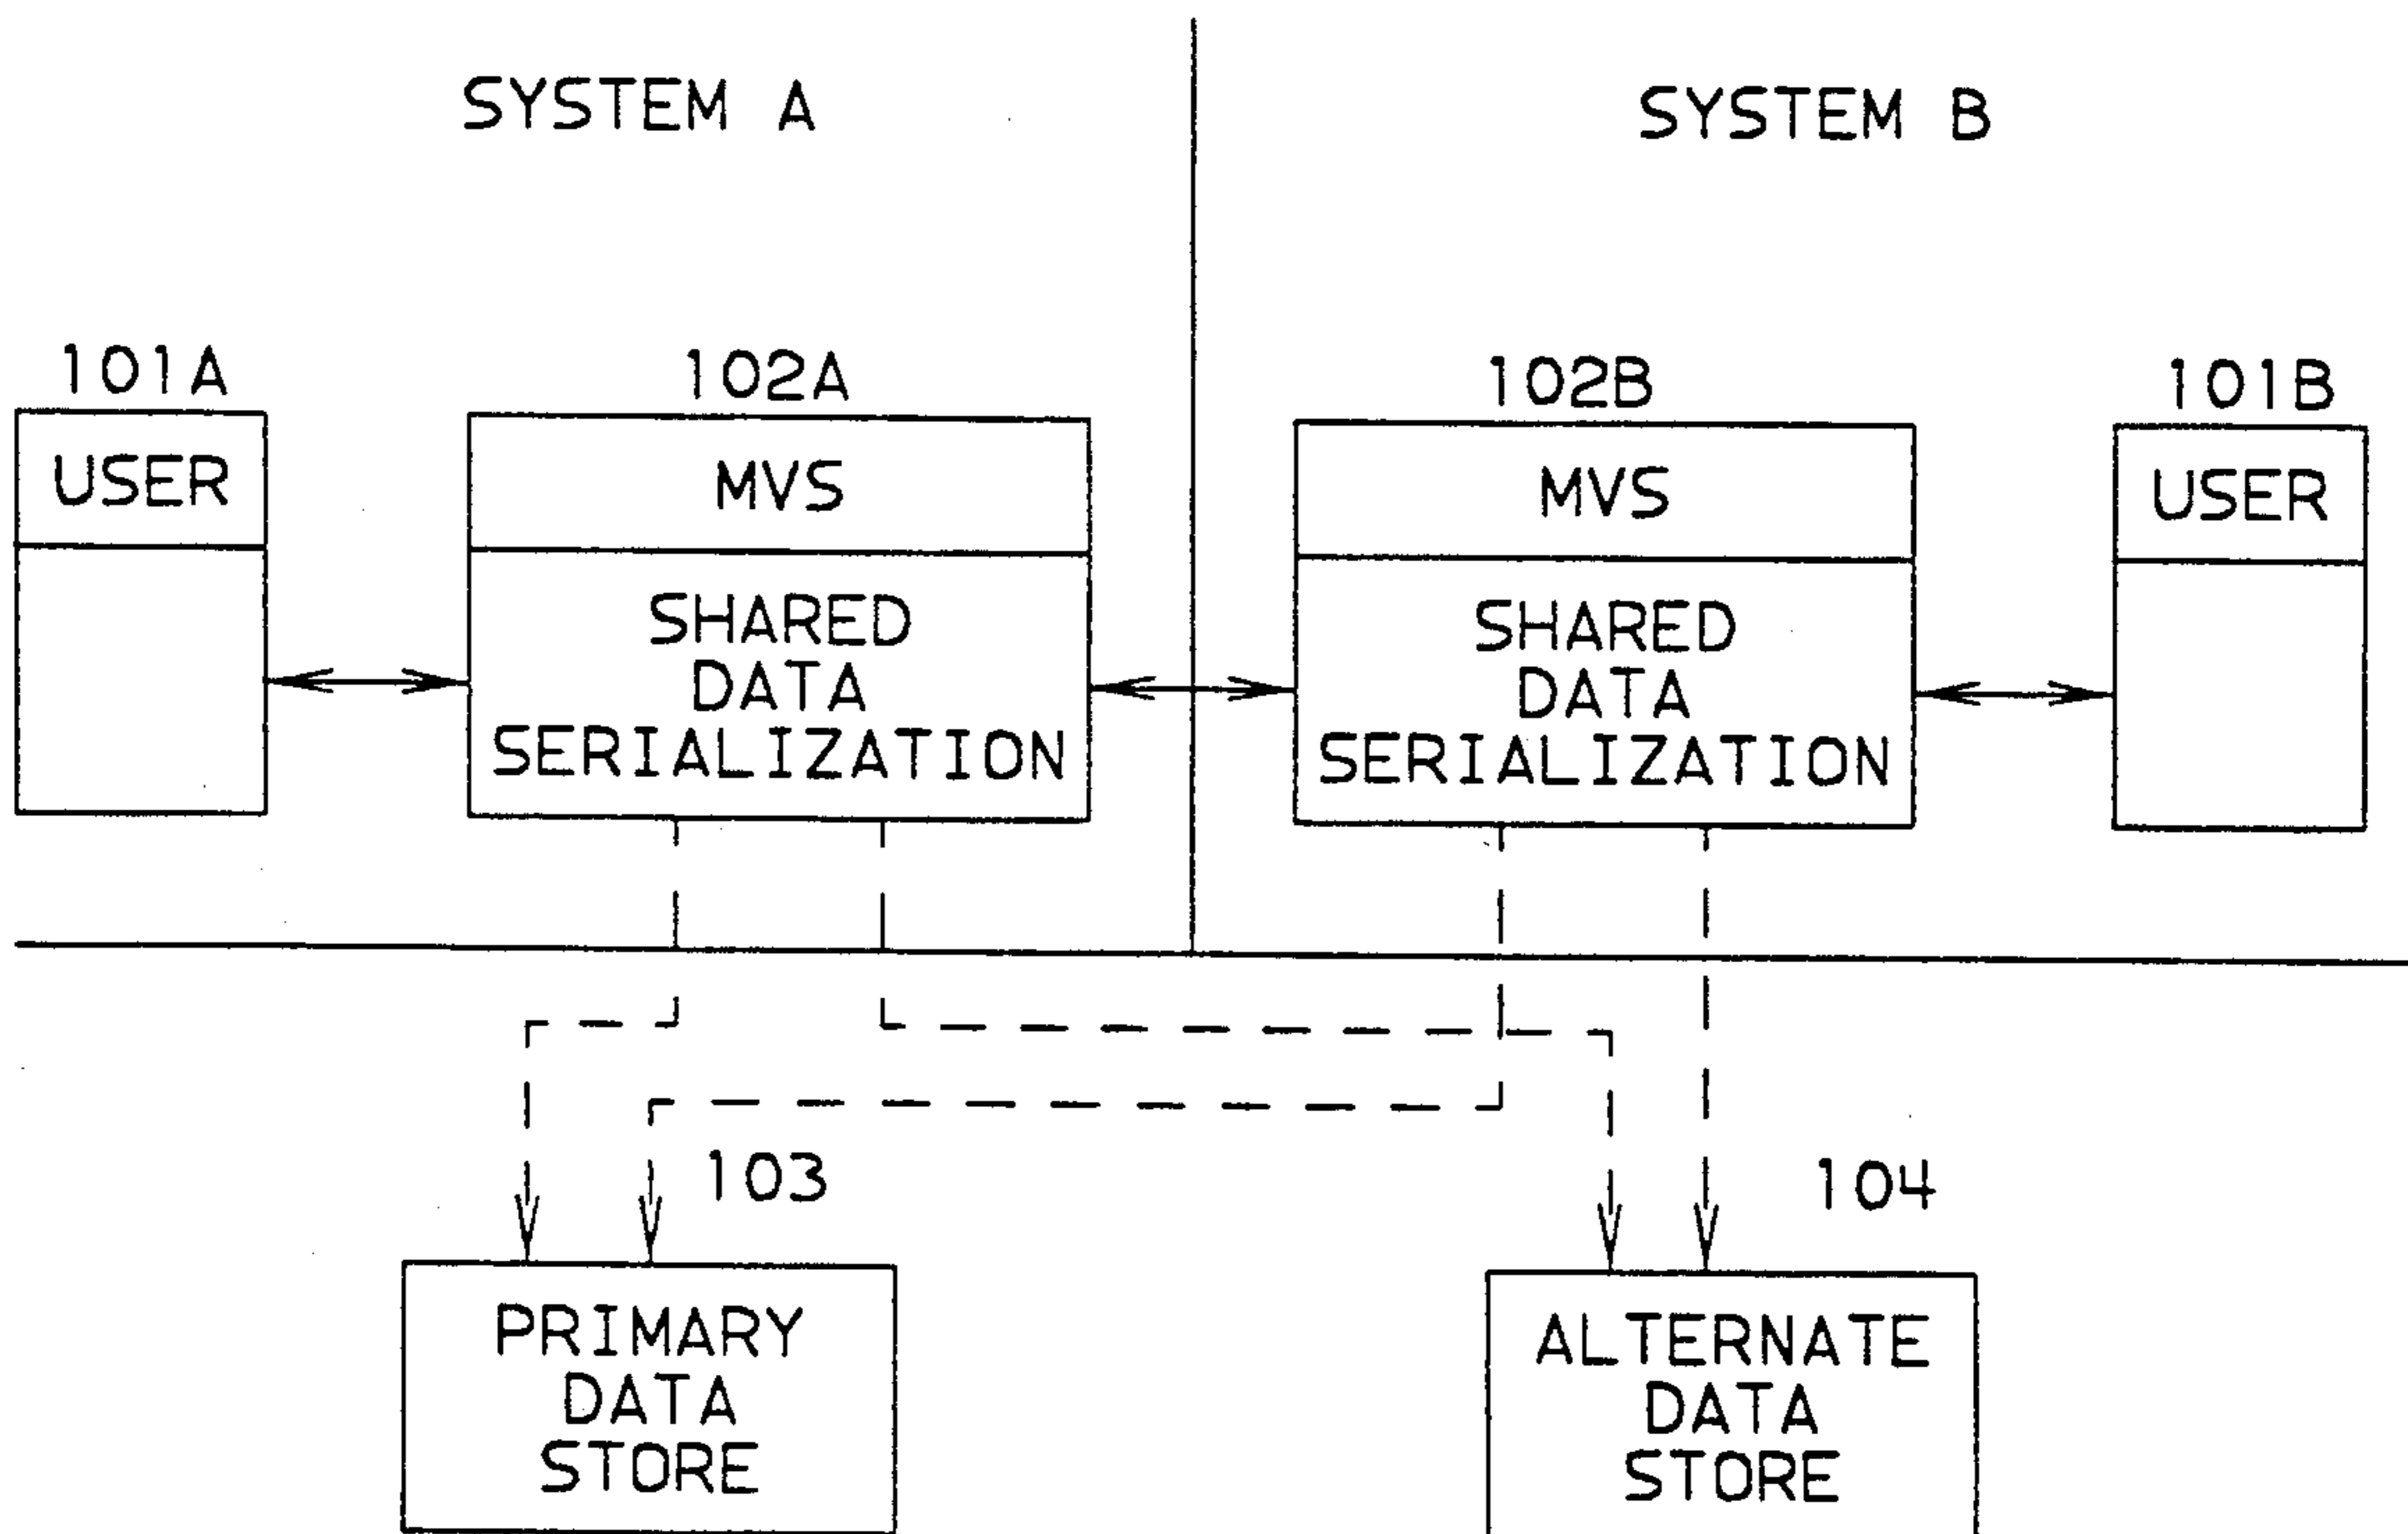 SYSTEM A
SYSTEM B
101A
102A
102B
101B
USER
MVS
MVS
USER
SHARED
DATA
SERIALIZATION
SHARED
DATA
SERIALIZATION
103
104
PRIMARY
DATA
STORE
ALTERNATE
DATA
STORE